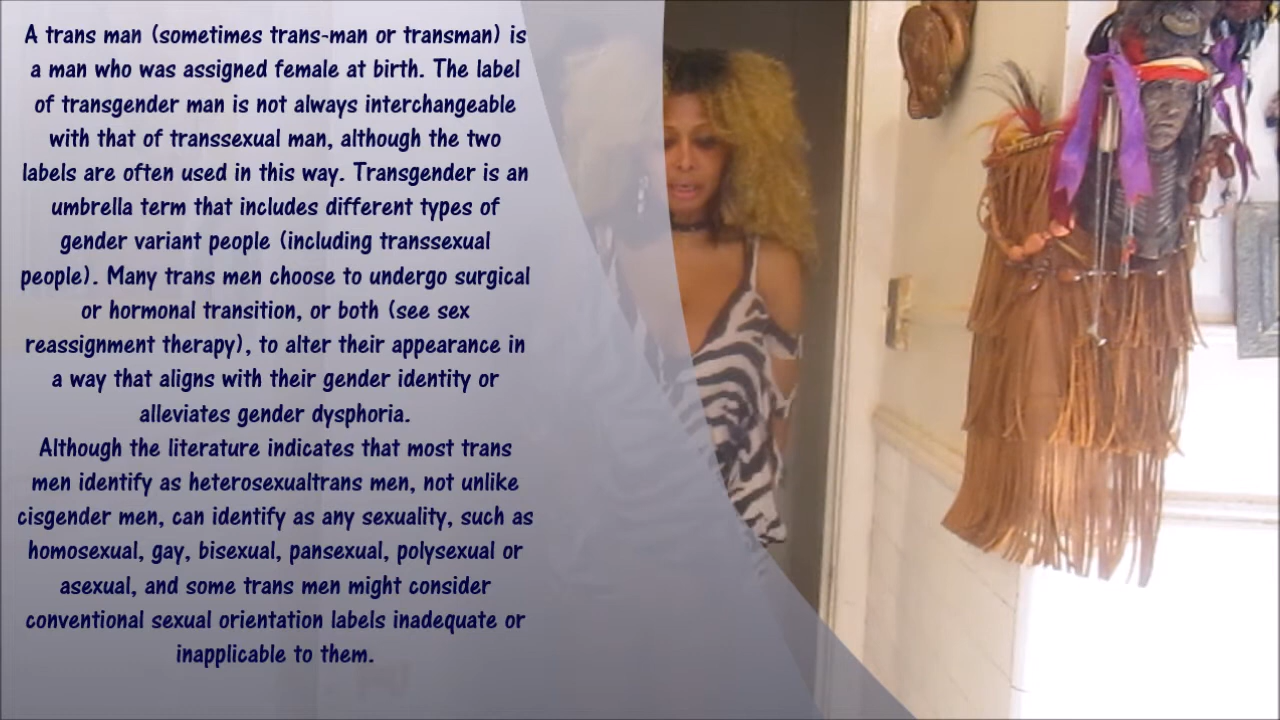 A trans man (sometimes trans-man or transman) is
a man who was assigned female at birth. The label
of transgender man is not always interchangeable
with that of transsexual man, although the two
labels are often used in this way. Transgender is an
umbrella term that includes different types of
gender variant people (including transsexual
people). Many trans men choose to undergo surgical
or hormonal transition, or both (see sex
reassignment therapy), to alter their appearance in
a way that aligns with their gender identity or
alleviates gender dysphoria.
Although the literature indicates that most trans
men identify as heterosexualtrans men, not unlike
cisgender men, can identify as any sexuality, such as
homosexual, gay, bisexual, pansexual, polysexual or
asexual, and some trans men might consider
conventional sexual orientation labels inadequate or
inapplicable to them.